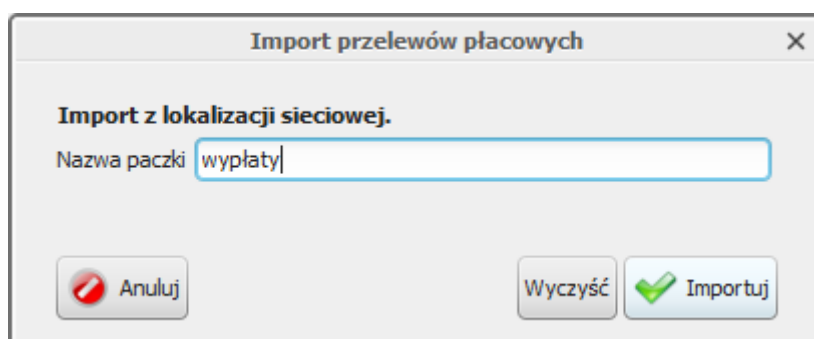 Import przelewów płacowych
Import z lokalizacji sieciowej.
Nazwa paczki wypłaty
Anuluj Wyczyść Importuj